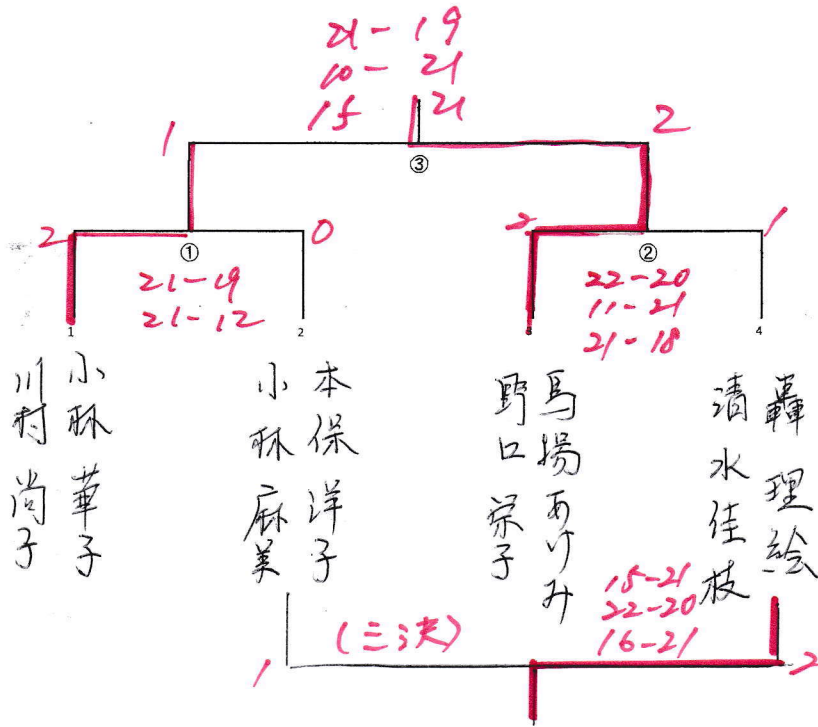 21-19
10-21
15 21
1
2
③
2
0
2
1
①
②
21-19
21-12
22-20
11-21
21-18
1
2
3
4
小林 華子
川村 尚子
本保 洋子
小林 麻美
馬場あけみ
野口 栄子
轟 理絵
清水佳枝
15-21
22-20
16-21
(三決)
1
2